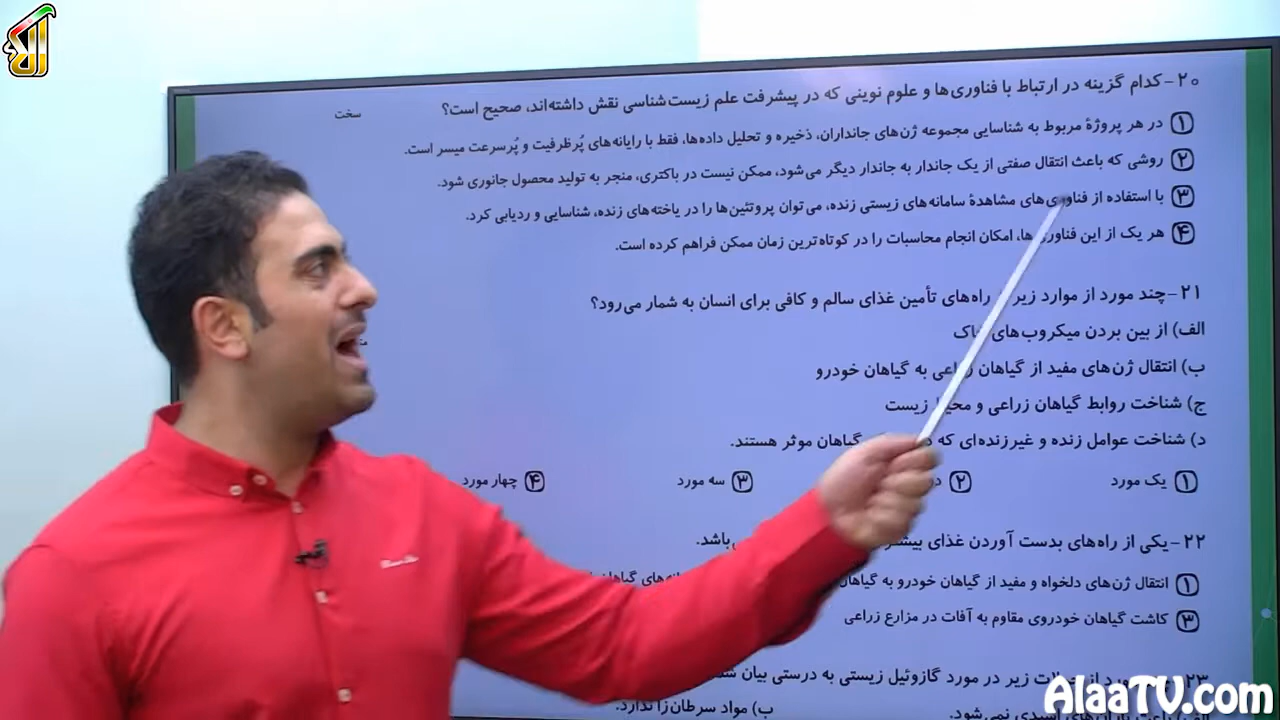 آلاء
۲۰- کدام گزینه در ارتباط با فناوری‌ها و علوم نوینی که در پیشرفت علم زیست‌شناسی نقش داشته‌اند، صحیح است؟ سخت
۱ در هر پروژهٔ مربوط به شناسایی مجموعه ژن‌های جانداران، ذخیره و تحلیل داده‌ها، فقط با رایانه‌های پُرظرفیت و پُرسرعت میسر است.
۲ روشی که باعث انتقال صفتی از یک جاندار به جاندار دیگر می‌شود، ممکن نیست در باکتری، منجر به تولید محصول جانوری شود.
۳ با استفاده از فناوری‌های مشاهدهٔ سامانه‌های زیستی زنده، می‌توان پروتئین‌ها را در یاخته‌های زنده، شناسایی و ردیابی کرد.
۴ هر یک از این فناوری‌ها، امکان انجام محاسبات را در کوتاه‌ترین زمان ممکن فراهم کرده است.
۲۱- چند مورد از موارد زیر راه‌های تأمین غذای سالم و کافی برای انسان به شمار می‌رود؟
الف) از بین بردن میکروب‌های خاک
ب) انتقال ژن‌های مفید از گیاهان زراعی به گیاهان خودرو
ج) شناخت روابط گیاهان زراعی و محیط زیست
د) شناخت عوامل زنده و غیرزنده‌ای که گیاهان موثر هستند.
۱ یک مورد ۲ ۳ سه مورد ۴ چهار مورد
۲۲- یکی از راه‌های بدست آوردن غذای بیشتر می‌باشد.
۱ انتقال ژن‌های دلخواه و مفید از گیاهان خودرو به گیاهان
۳ کاشت گیاهان خودروی مقاوم به آفات در مزارع زراعی
۲۳- زیر در مورد گازوئیل زیستی به درستی بیان
ب) مواد سرطان‌زا ندارد.
اسیدی نمی‌شود.
AlaaTV.com